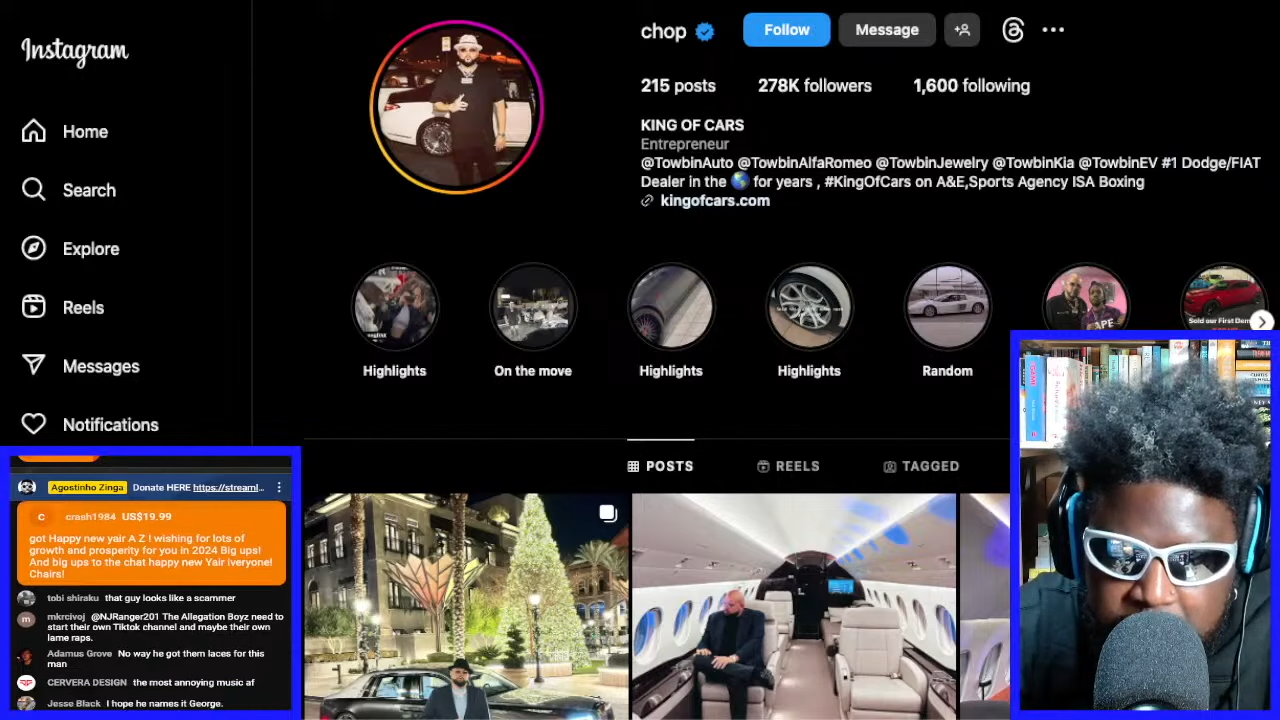 Instagram
Home
Search
Explore
Reels
Messages
Notifications
chop
Follow
Message
215 posts
278K followers
1,600 following
KING OF CARS
Entrepreneur
@TowbinAuto @TowbinAlfaRomeo @TowbinJewelry @TowbinKia @TowbinEV #1 Dodge/FIAT
Dealer in the 🌎 for years , #KingOfCars on A&E,Sports Agency ISA Boxing
kingofcars.com
Highlights
On the move
Highlights
Highlights
Random
Sold our First Dem
POSTS
REELS
TAGGED
Agostinho Zinga Donate HERE https://streaml...
C crash1984 US$19.99
got Happy new yair A Z ! wishing for lots of
growth and prosperity for you in 2024 Big ups!
And big ups to the chat happy new Yair Iveryone!
Chairs!
tobi shiraku that guy looks like a scammer
m mkrcivoj @NJRanger201 The Allegation Boyz need to
start their own Tiktok channel and maybe their own
lame raps.
Adamus Grove No way he got them laces for this
man
CERVERA DESIGN the most annoying music af
Jesse Black I hope he names it George.